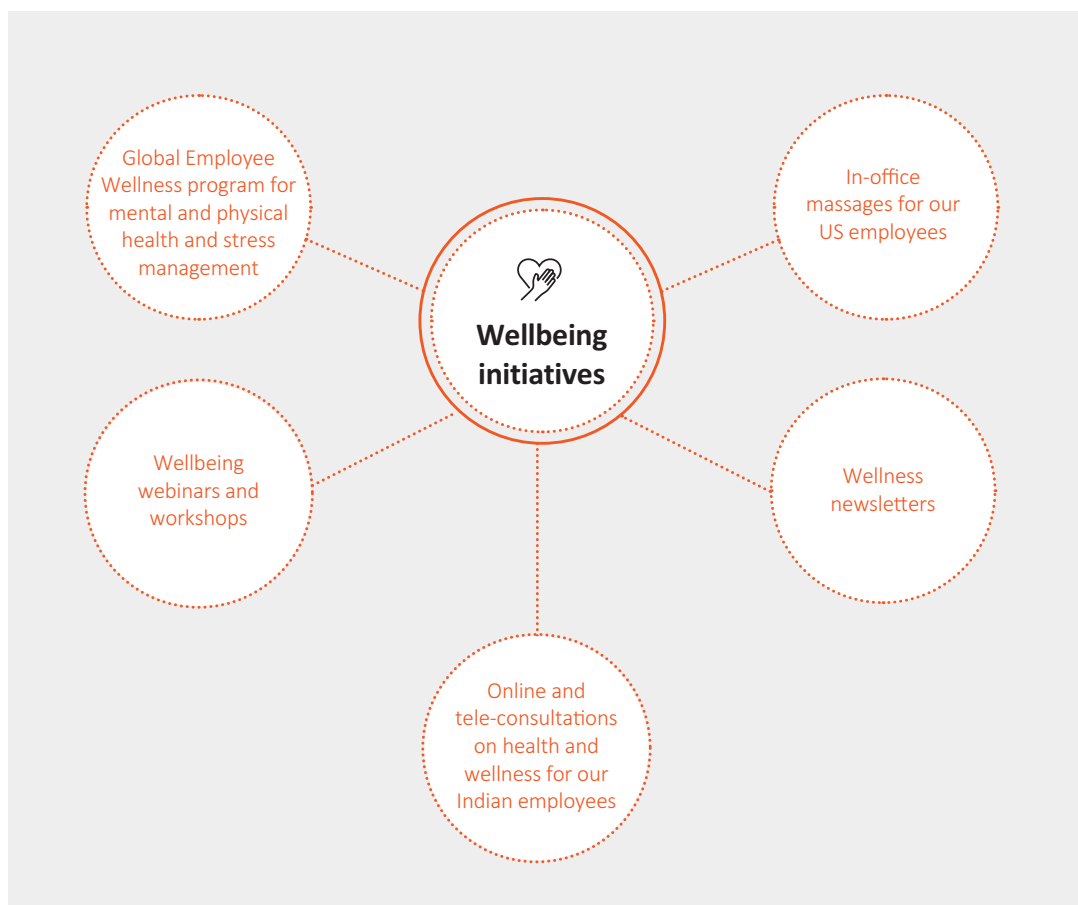 Global Employee
Wellness program for
mental and physical
health and stress
management
In-office
massages for our
US employees
Wellbeing
initiatives
Wellbeing
webinars and
workshops
Wellness
newsletters
Online and
tele-consultations
on health and
wellness for our
Indian employees